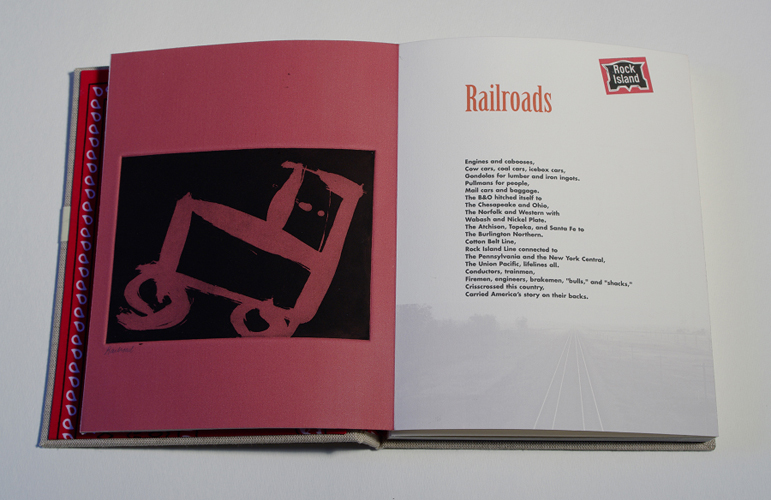 Rock
Island
Railroads
Engines and cabooses,
Cow cars, coal cars, icebox cars,
Gondolas for lumber and iron ingots.
Pullmans for people,
Mail cars and baggage.
The B&O hitched itself to
The Chesapeake and Ohio,
The Norfolk and Western with
Wabash and Nickel Plate.
The Atchison, Topeka, and Santa Fe to
The Burlington Northern.
Cotton Belt Line,
Rock Island Line connected to
The Pennsylvania and the New York Central,
The Union Pacific, lifelines all.
Conductors, trainmen,
Firemen, engineers, brakemen, "bulls," and "shacks,"
Crisscrossed this country,
Carried America's story on their backs.